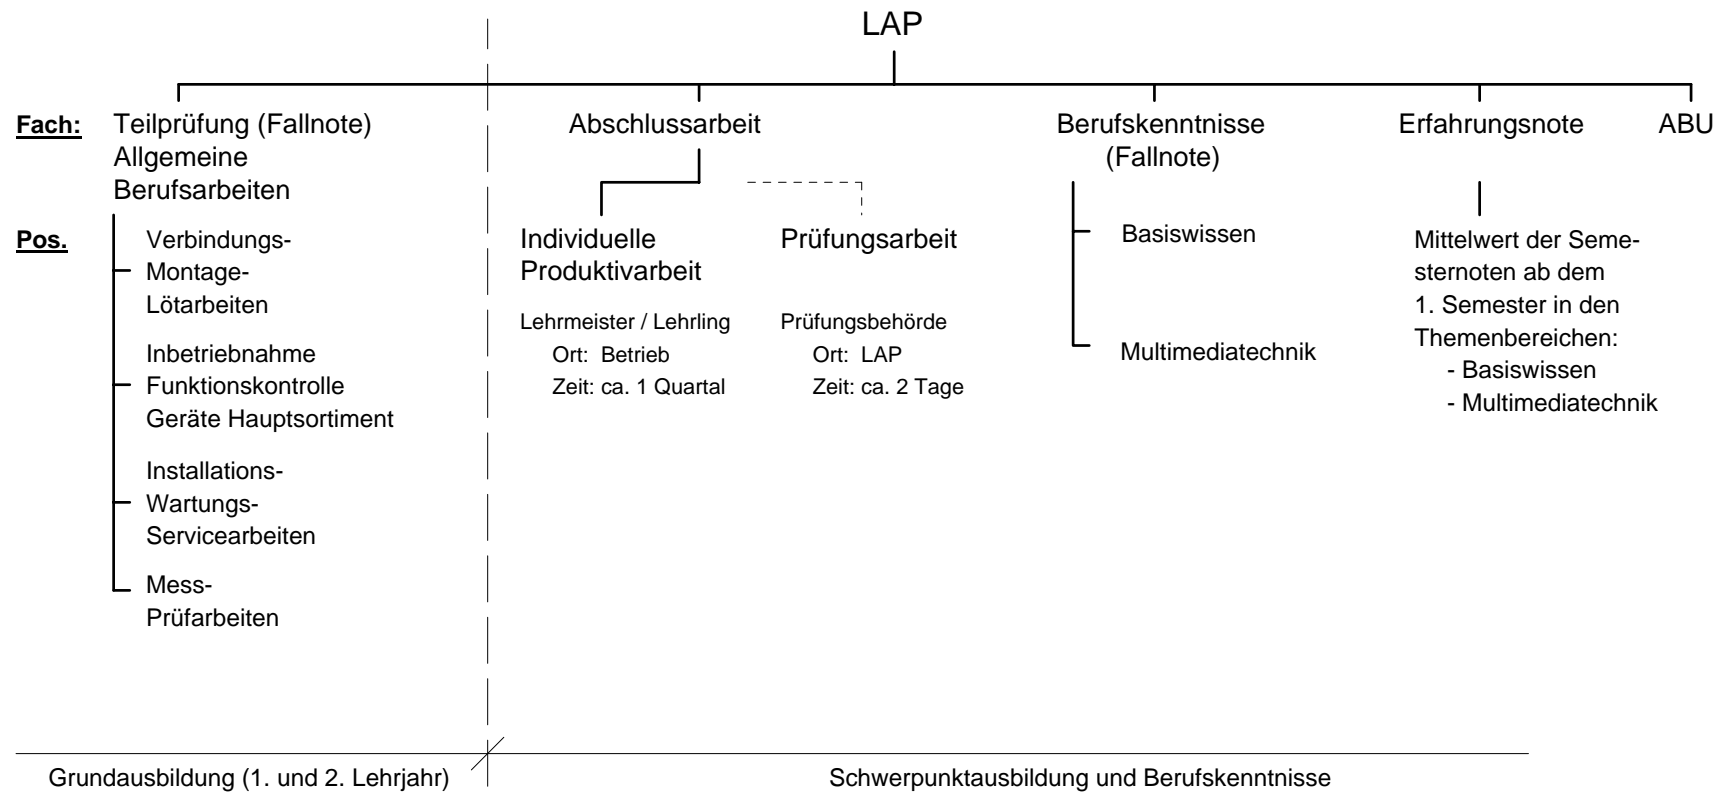 LAP
Fach:
Teilprüfung (Fallnote)
Allgemeine
Berufsarbeiten
Abschlussarbeit
Berufskenntnisse
(Fallnote)
Erfahrungsnote
ABU
Pos.
Verbindungs-
Montage-
Lötarbeiten
Inbetriebnahme
Funktionskontrolle
Geräte Hauptsortiment
Installations-
Wartungs-
Servicearbeiten
Mess-
Prüfarbeiten
Individuelle
Produktivarbeit
Lehrmeister / Lehrling
Ort: Betrieb
Zeit: ca. 1 Quartal
Prüfungsarbeit
Prüfungsbehörde
Ort: LAP
Zeit: ca. 2 Tage
Basiswissen
Multimediatechnik
Mittelwert der Seme-
sternoten ab dem
1. Semester in den
Themenbereichen:
- Basiswissen
- Multimediatechnik
Grundausbildung (1. und 2. Lehrjahr)
Schwerpunktausbildung und Berufskenntnisse